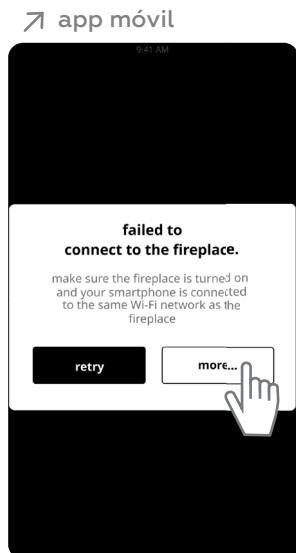 app móvil
9:41 AM
failed to
connect to the fireplace.
make sure the fireplace is turned on
and your smartphone is connected
to the same Wi-Fi network as the
fireplace
retry
more...